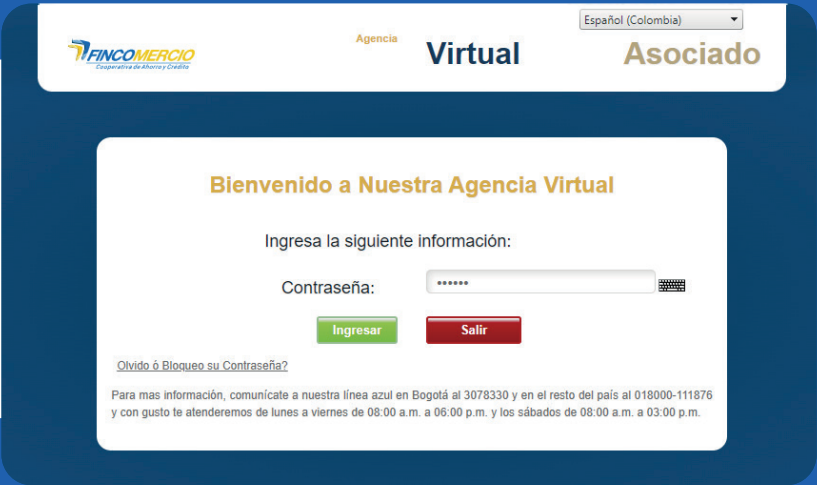 Español (Colombia)
FINCOMERCIO
Cooperativa de Ahorro y Crédito
Agencia
Virtual
Asociado
Bienvenido a Nuestra Agencia Virtual
Ingresa la siguiente información:
Contraseña: ••••••
Ingresar
Salir
Olvido ó Bloqueo su Contraseña?
Para mas información, comunícate a nuestra línea azul en Bogotá al 3078330 y en el resto del país al 018000-111876
y con gusto te atenderemos de lunes a viernes de 08:00 a.m. a 06:00 p.m. y los sábados de 08:00 a.m. a 03:00 p.m.